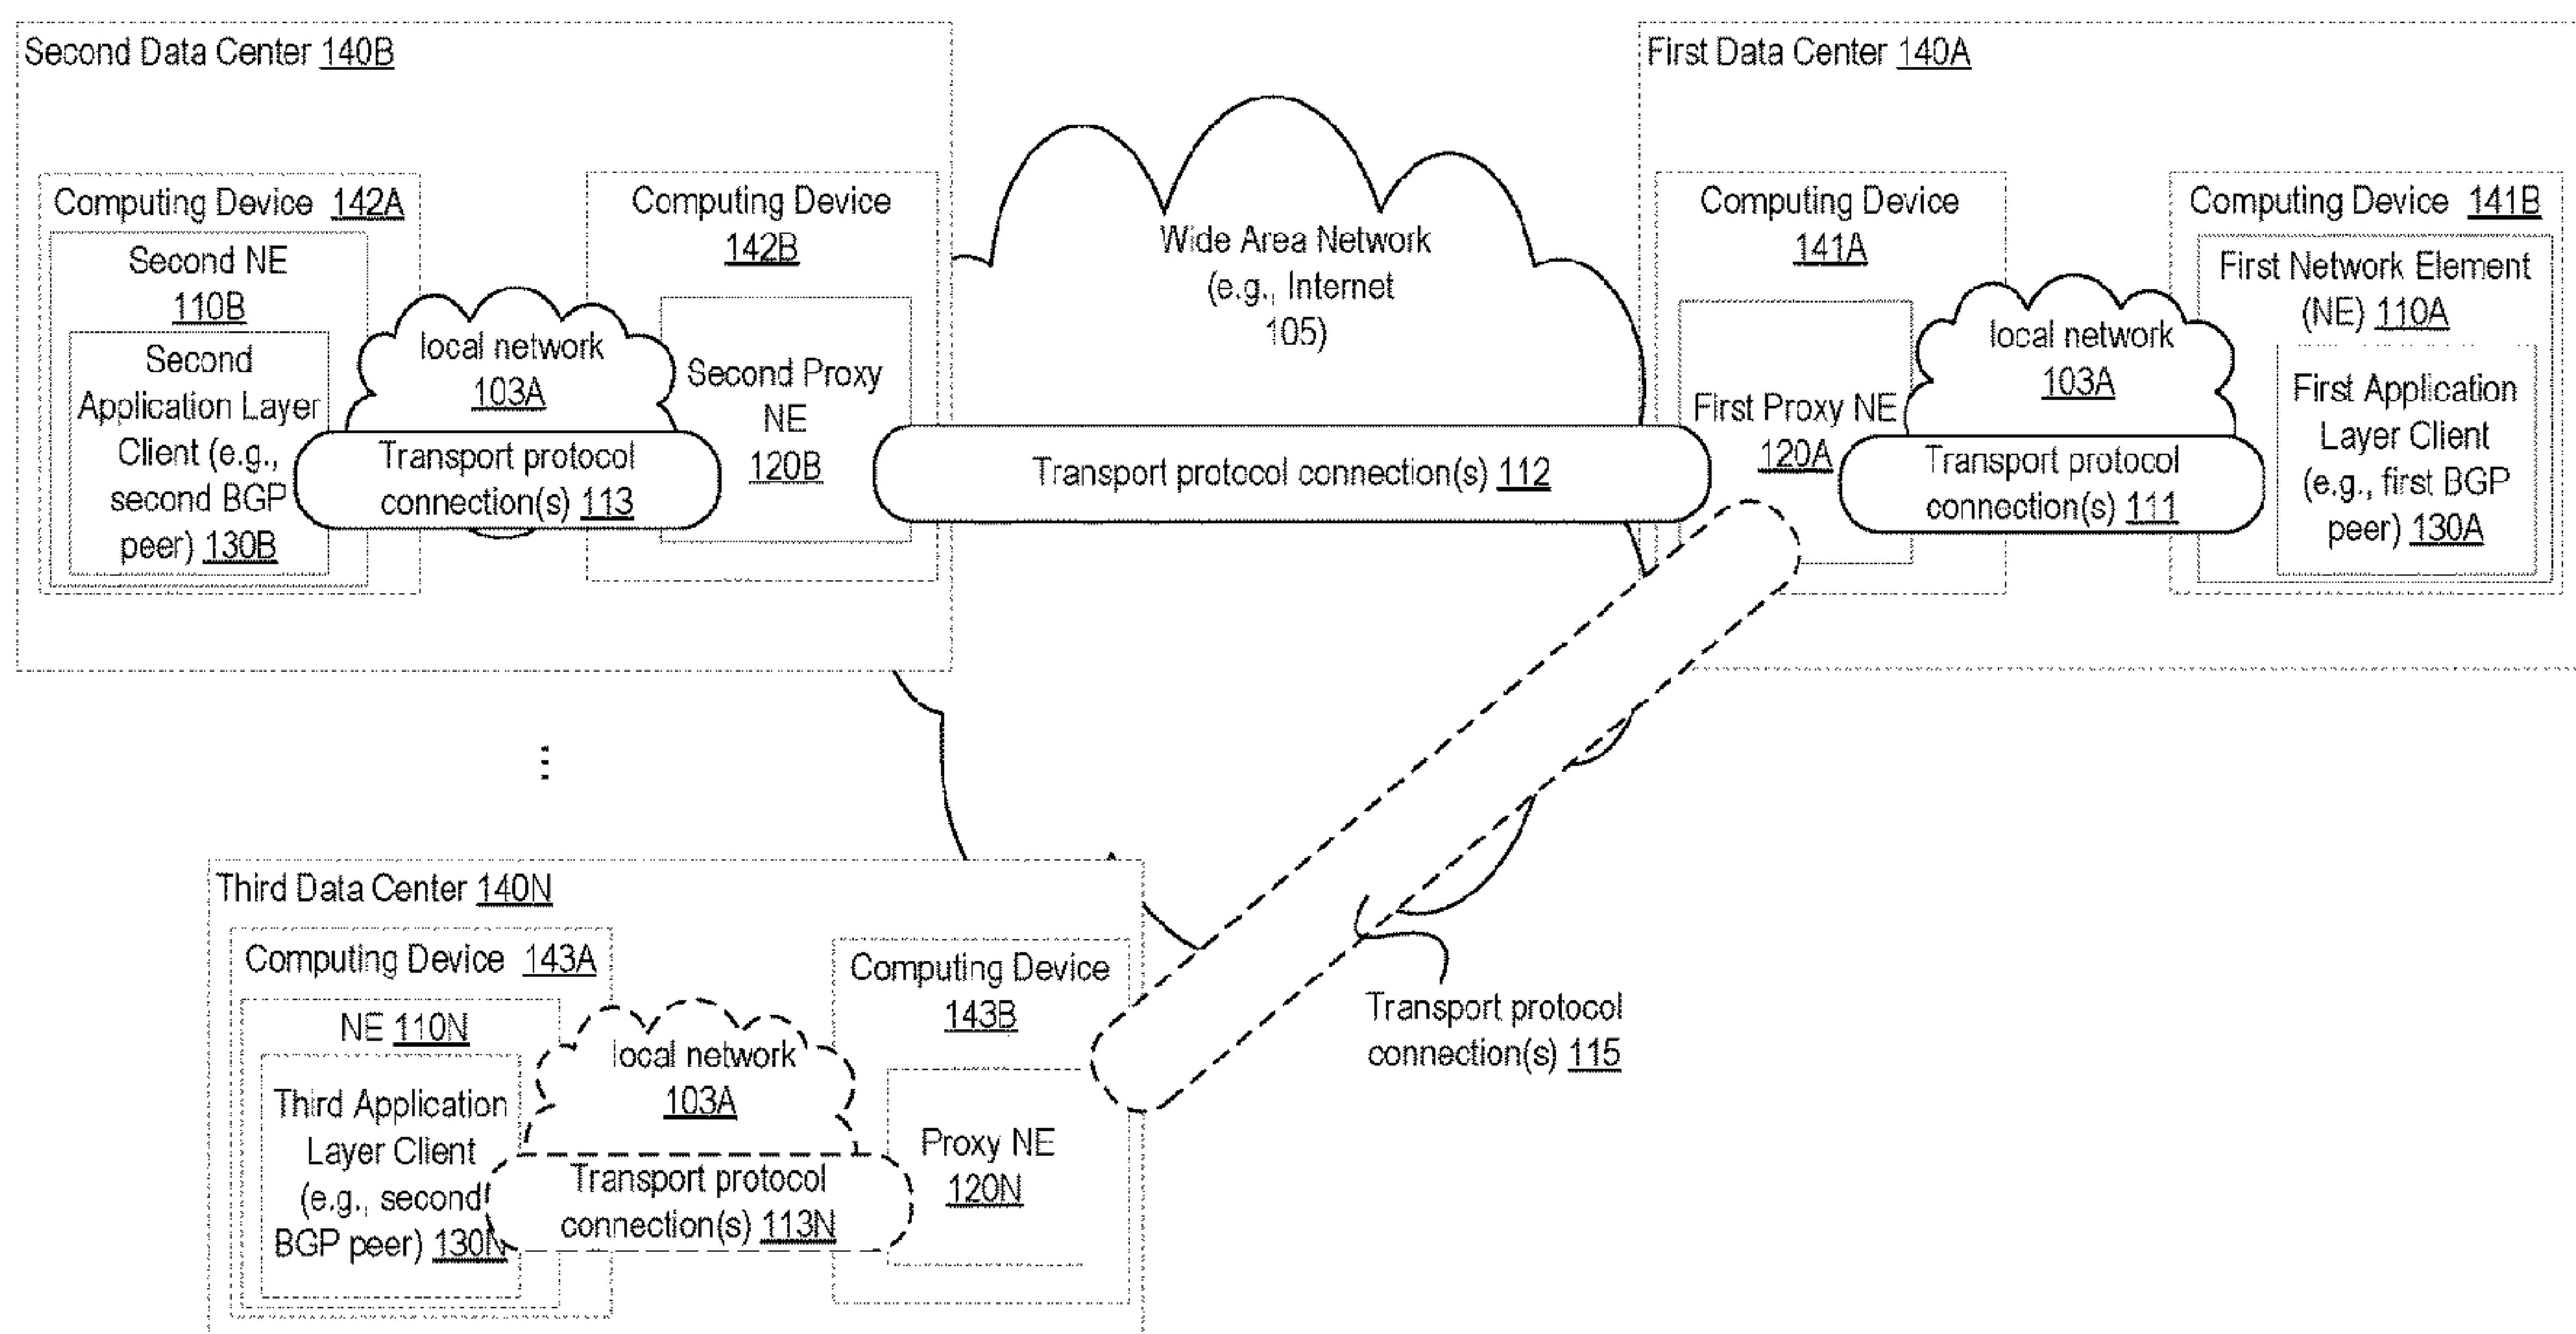 Second Data Center 140B
Computing Device 142A
Second NE
110B
Second
Application Layer
Client (e.g.,
second BGP
peer) 130B
local network
103A
Transport protocol
connection(s) 113
Computing Device
142B
Second Proxy
NE
120B
Wide Area Network
(e.g., Internet
105)
Transport protocol connection(s) 112
First Data Center 140A
Computing Device
141A
First Proxy NE
120A
local network
103A
Transport protocol
connection(s) 111
Computing Device 141B
First Network Element
(NE) 110A
First Application
Layer Client
(e.g., first BGP
peer) 130A
...
Third Data Center 140N
Computing Device 143A
NE 110N
Third Application
Layer Client
(e.g., second
BGP peer) 130N
local network
103A
Transport protocol
connection(s) 113N
Computing Device
143B
Proxy NE
120N
Transport protocol
connection(s) 115